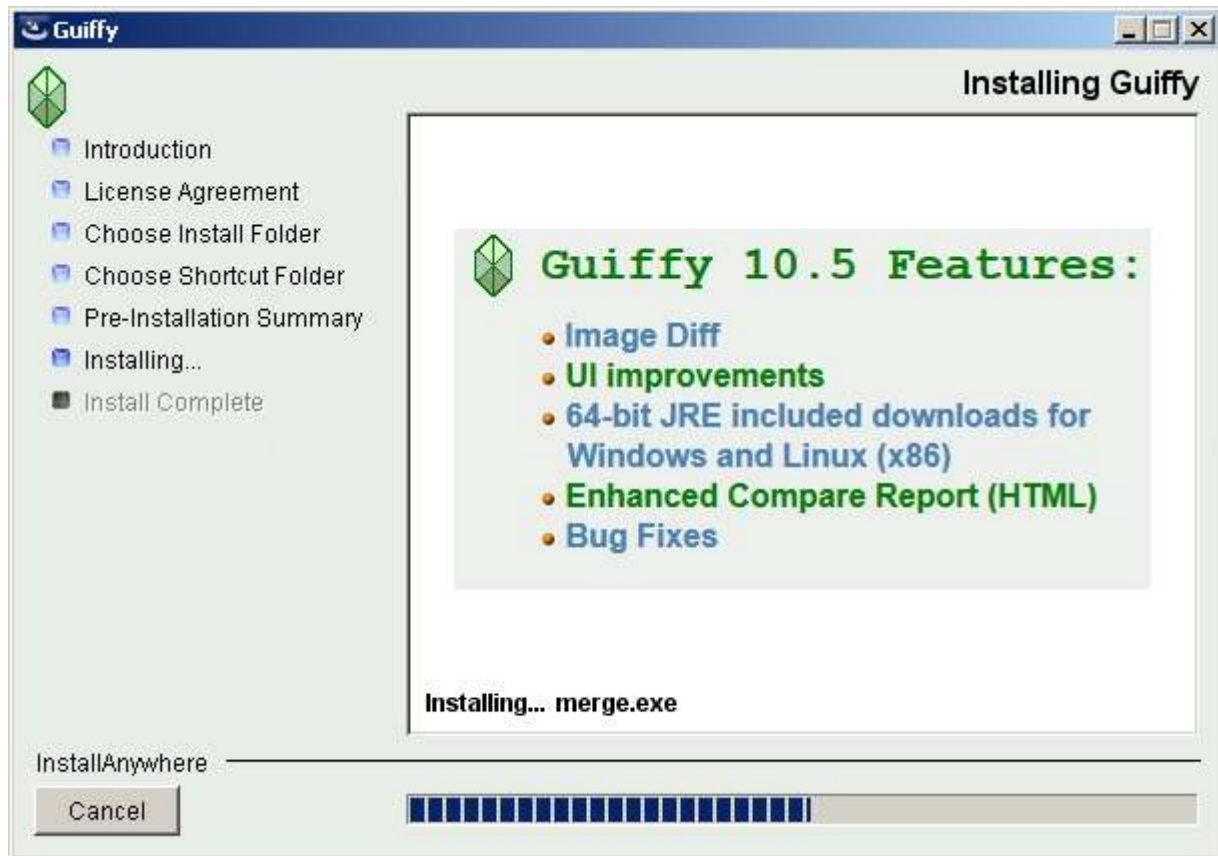 Guiffy
Installing Guiffy
Introduction
License Agreement
Choose Install Folder
Choose Shortcut Folder
Pre-Installation Summary
Installing...
Install Complete
Guiffy 10.5 Features:
Image Diff
UI improvements
64-bit JRE included downloads for
Windows and Linux (x86)
Enhanced Compare Report (HTML)
Bug Fixes
Installing... merge.exe
InstallAnywhere
Cancel